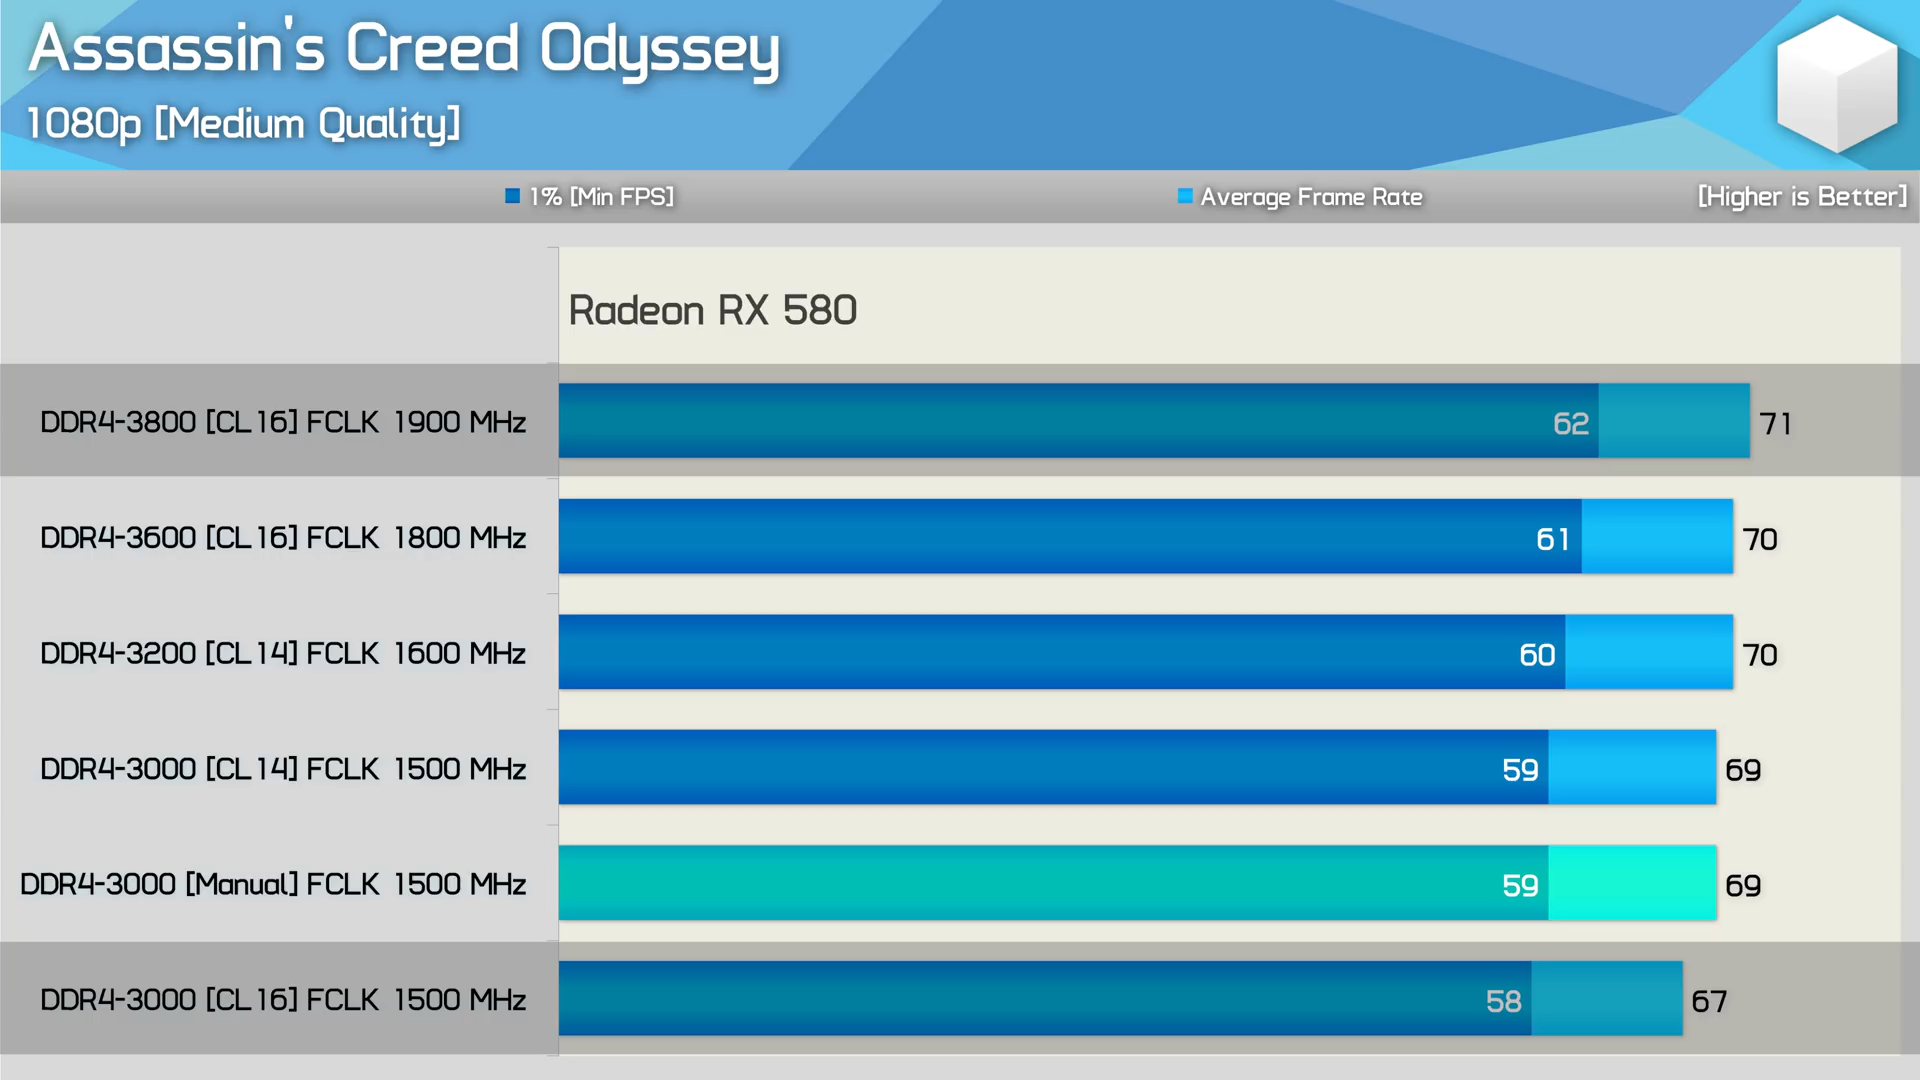 Assassin's Creed Odyssey
1080p [Medium Quality]
1% [Min FPS] Average Frame Rate [Higher is Better]
Radeon RX 580
DDR4-3800 [CL16] FCLK 1900 MHz 62 71
DDR4-3600 [CL16] FCLK 1800 MHz 61 70
DDR4-3200 [CL14] FCLK 1600 MHz 60 70
DDR4-3000 [CL14] FCLK 1500 MHz 59 69
DDR4-3000 [Manual] FCLK 1500 MHz 59 69
DDR4-3000 [CL16] FCLK 1500 MHz 58 67